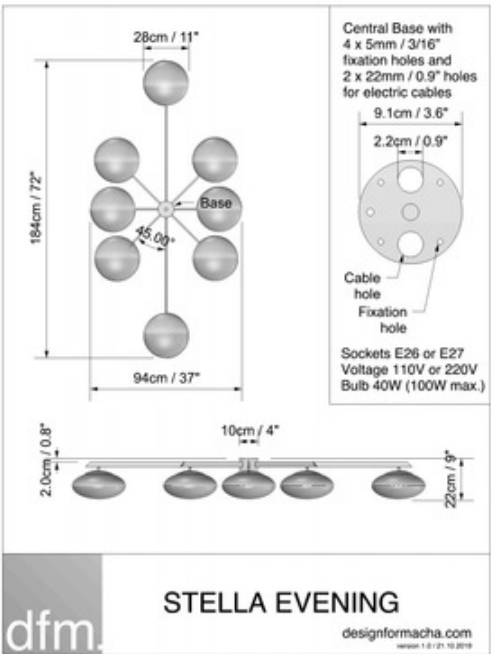 28cm / 11"
184cm / 72"
Base
45.00°
94cm / 37"
Central Base with
4 x 5mm / 3/16"
fixation holes and
2 x 22mm / 0.9" holes
for electric cables
9.1cm / 3.6"
2.2cm / 0.9"
Cable
hole
Fixation
hole
Sockets E26 or E27
Voltage 110V or 220V
Bulb 40W (100W max.)
10cm / 4"
2.0cm / 0.8"
22cm / 9"
dfm.
STELLA EVENING
designformacha.com
version 1.0 / 21.10.2019